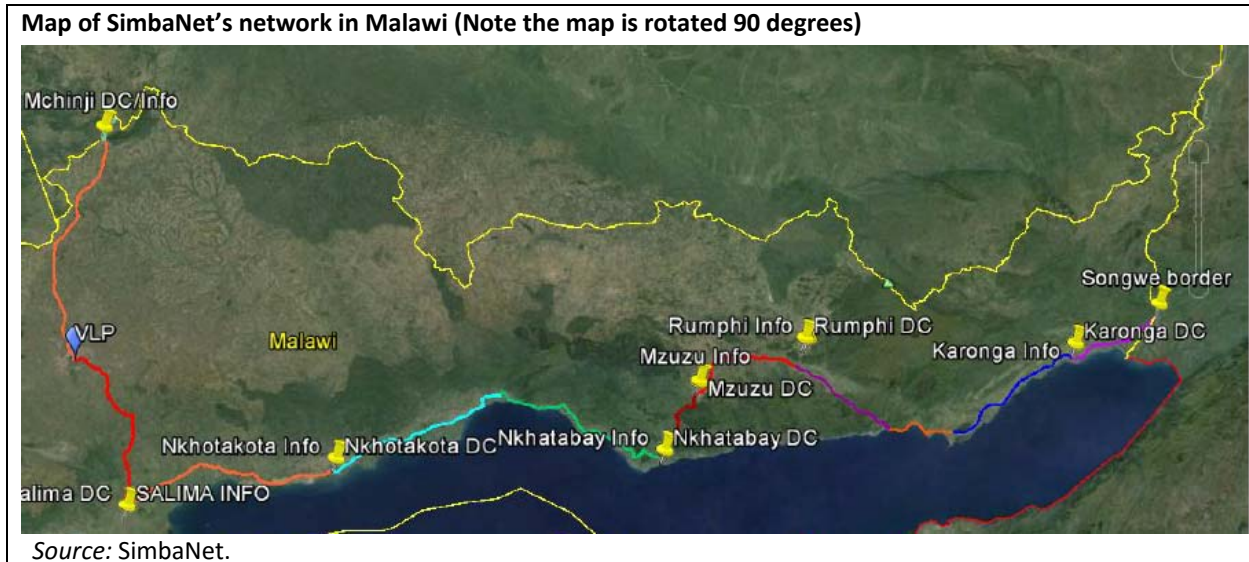 Map of SimbaNet’s network in Malawi (Note the map is rotated 90 degrees)
Mchinji DC/Info
Songwe border
VLP
Malawi
Rumphi Info Rumphi DC
Karonga Info Karonga DC
Mzuzu Info
Mzuzu DC
Nkhotakota Info Nkhotakota DC
Nkhatabay Info Nkhatabay DC
alima DC SALIMA INFO
Source: SimbaNet.